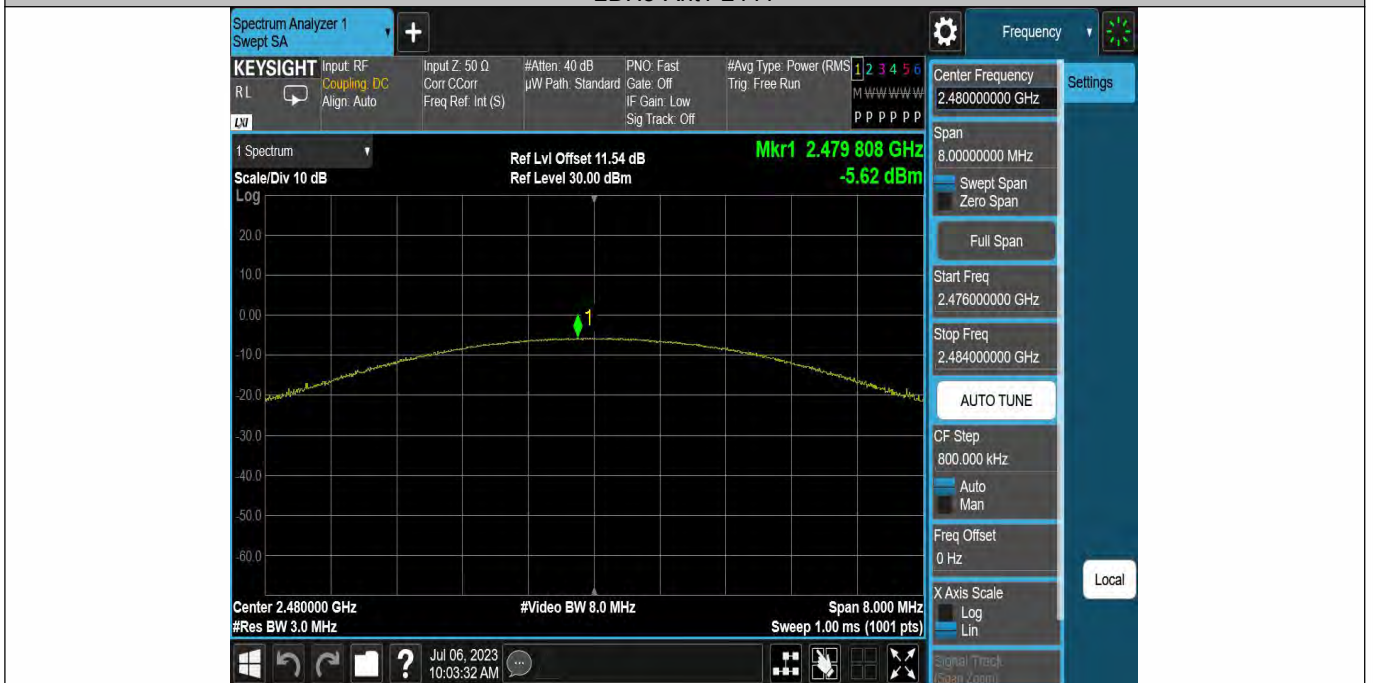 Spectrum Analyzer 1
Swept SA
Frequency
KEYSIGHT
RL
LXI
Input: RF
Coupling: DC
Align: Auto
Input Z: 50 Ω
Corr CCorr
Freq Ref: Int (S)
#Atten: 40 dB
µW Path: Standard
PNO: Fast
Gate: Off
IF Gain: Low
Sig Track: Off
#Avg Type: Power (RMS
Trig: Free Run
1 2 3 4 5 6
M W W W W W
P P P P P P
1 Spectrum
Scale/Div 10 dB
Log
Ref Lvl Offset 11.54 dB
Ref Level 30.00 dBm
Mkr1 2.479 808 GHz
-5.62 dBm
20.0
10.0
0.00
-10.0
-20.0
-30.0
-40.0
-50.0
-60.0
1
Center 2.480000 GHz
#Res BW 3.0 MHz
#Video BW 8.0 MHz
Span 8.000 MHz
Sweep 1.00 ms (1001 pts)
Center Frequency
2.480000000 GHz
Settings
Span
8.00000000 MHz
Swept Span
Zero Span
Full Span
Start Freq
2.476000000 GHz
Stop Freq
2.484000000 GHz
AUTO TUNE
CF Step
800.000 kHz
Auto
Man
Freq Offset
0 Hz
X Axis Scale
Log
Lin
Signal Track
(Span Zoom)
Local
?
Jul 06, 2023
10:03:32 AM